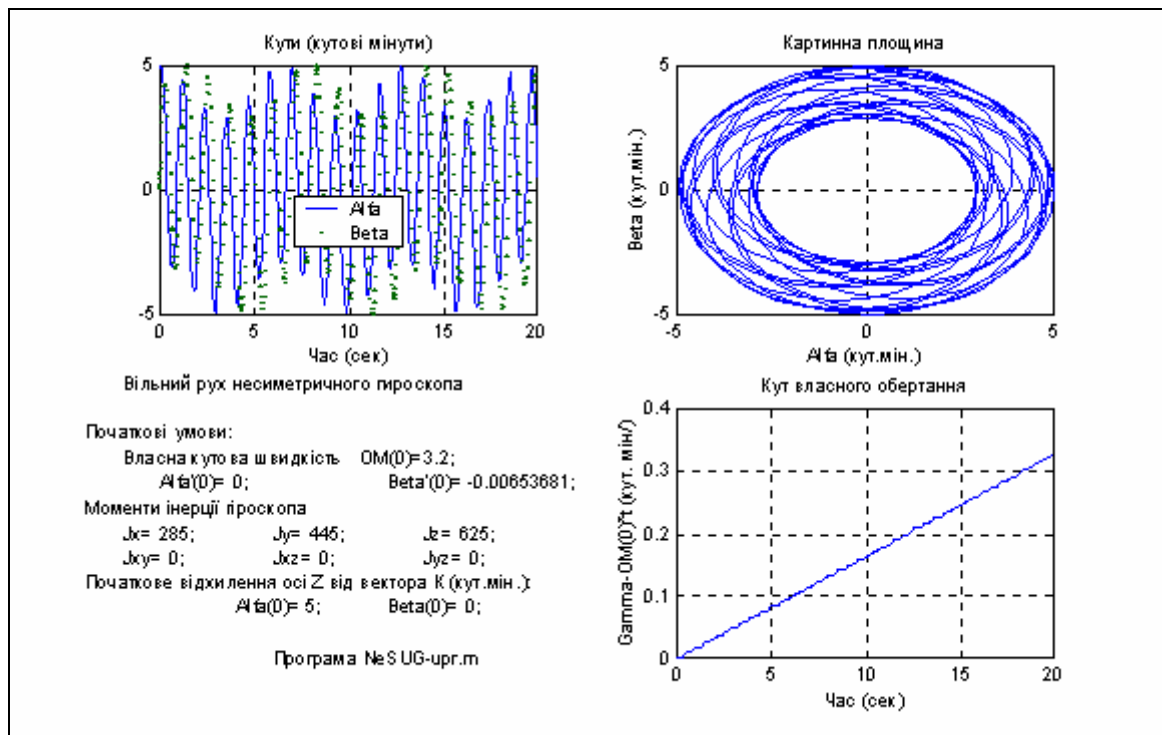 Кути (кутові мінути)
5
0
-5
0
5
10
15
20
Alfa
Beta
Час (сек)
Картинна площина
Beta (кут.мін.)
5
0
-5
-5
0
5
Alfa (кут.мін.)
Вільний рух несиметричного гироскопа
Початкові умови:
Власна кутова швидкість OM(0)=3.2;
Alfa'(0)= 0; Beta'(0)= -0.00653681;
Моменти інерції гіроскопа
Jx= 285; Jy= 445; Jz= 625;
Jxy= 0; Jxz= 0; Jyz= 0;
Початкове відхилення осі Z від вектора K (кут.мін.):
Alfa(0)= 5; Beta(0)= 0;
Програма NeSUG-upr.m
Кут власного обертання
Gamma-OM(0)*t (кут. мін/)
0.4
0.3
0.2
0.1
0
0
5
10
15
20
Час (сек)